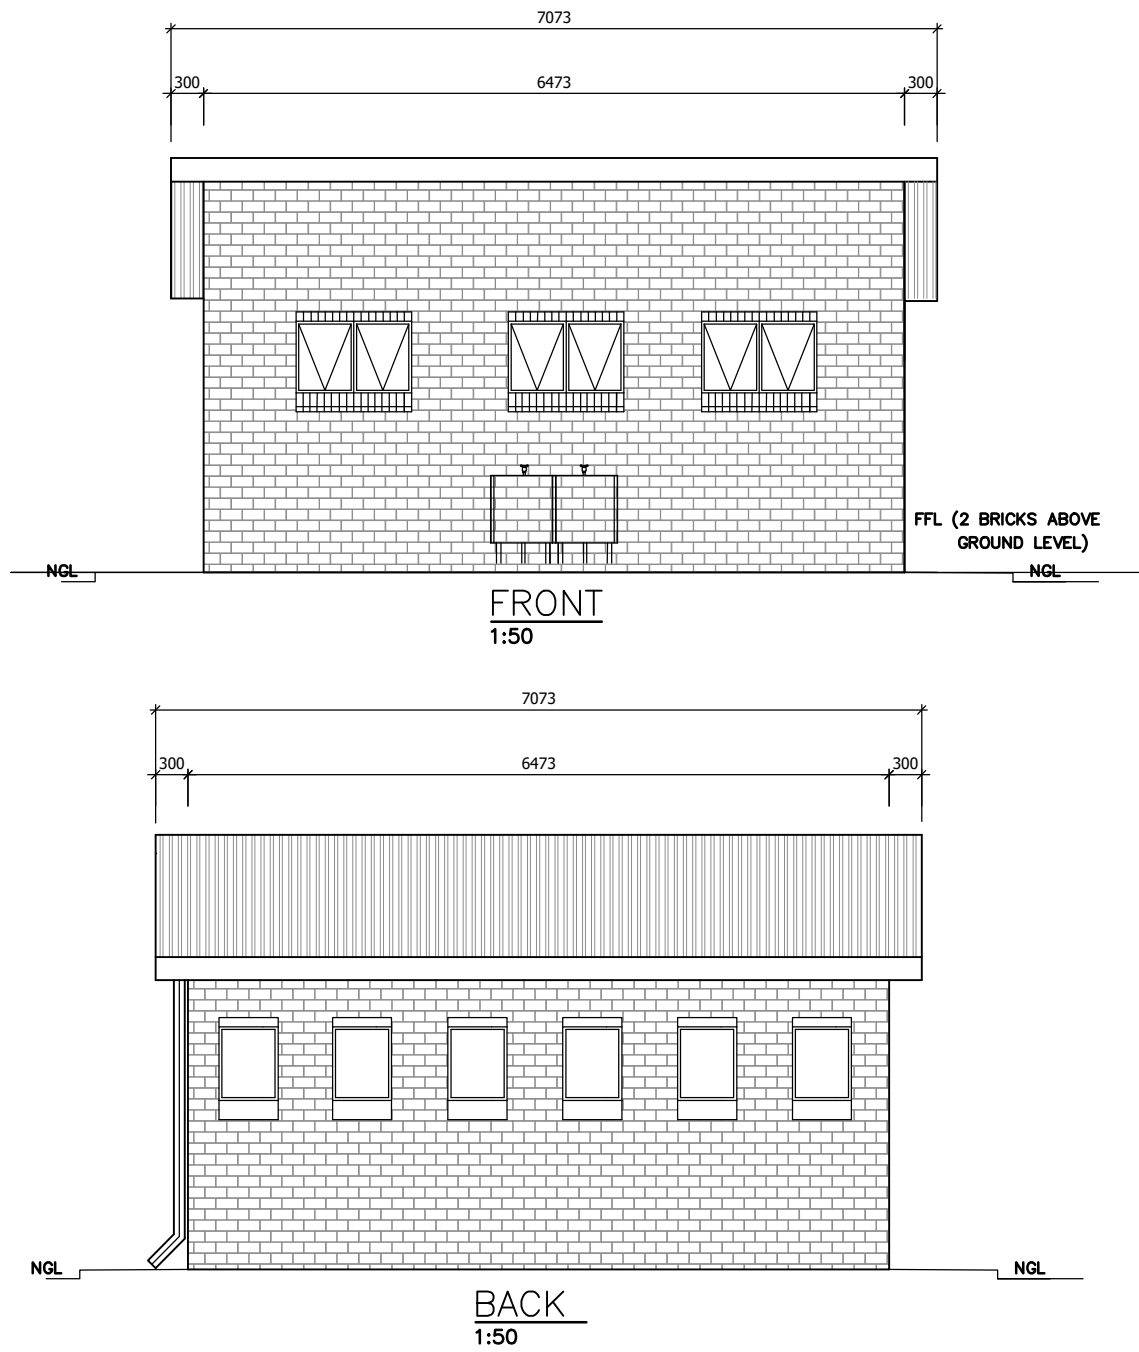 7073
300 6473 300
FFL (2 BRICKS ABOVE
GROUND LEVEL)
NGL NGL
FRONT
1:50
7073
300 6473 300
NGL NGL
BACK
1:50